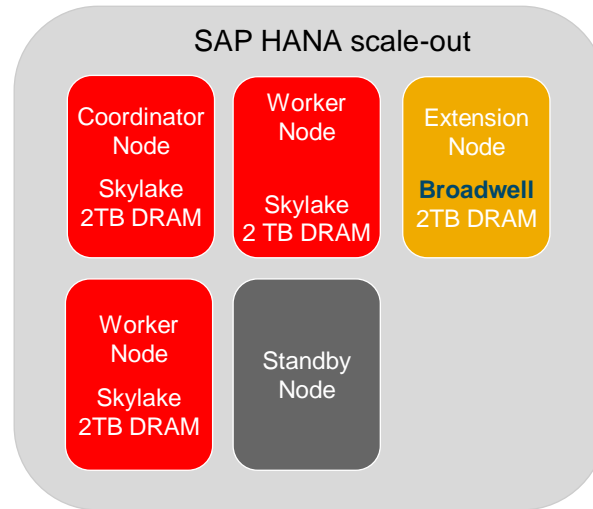 SAP HANA scale-out
Coordinator
Node
Skylake
2TB DRAM
Worker
Node
Skylake
2 TB DRAM
Extension
Node
Broadwell
2TB DRAM
Worker
Node
Skylake
2TB DRAM
Standby
Node